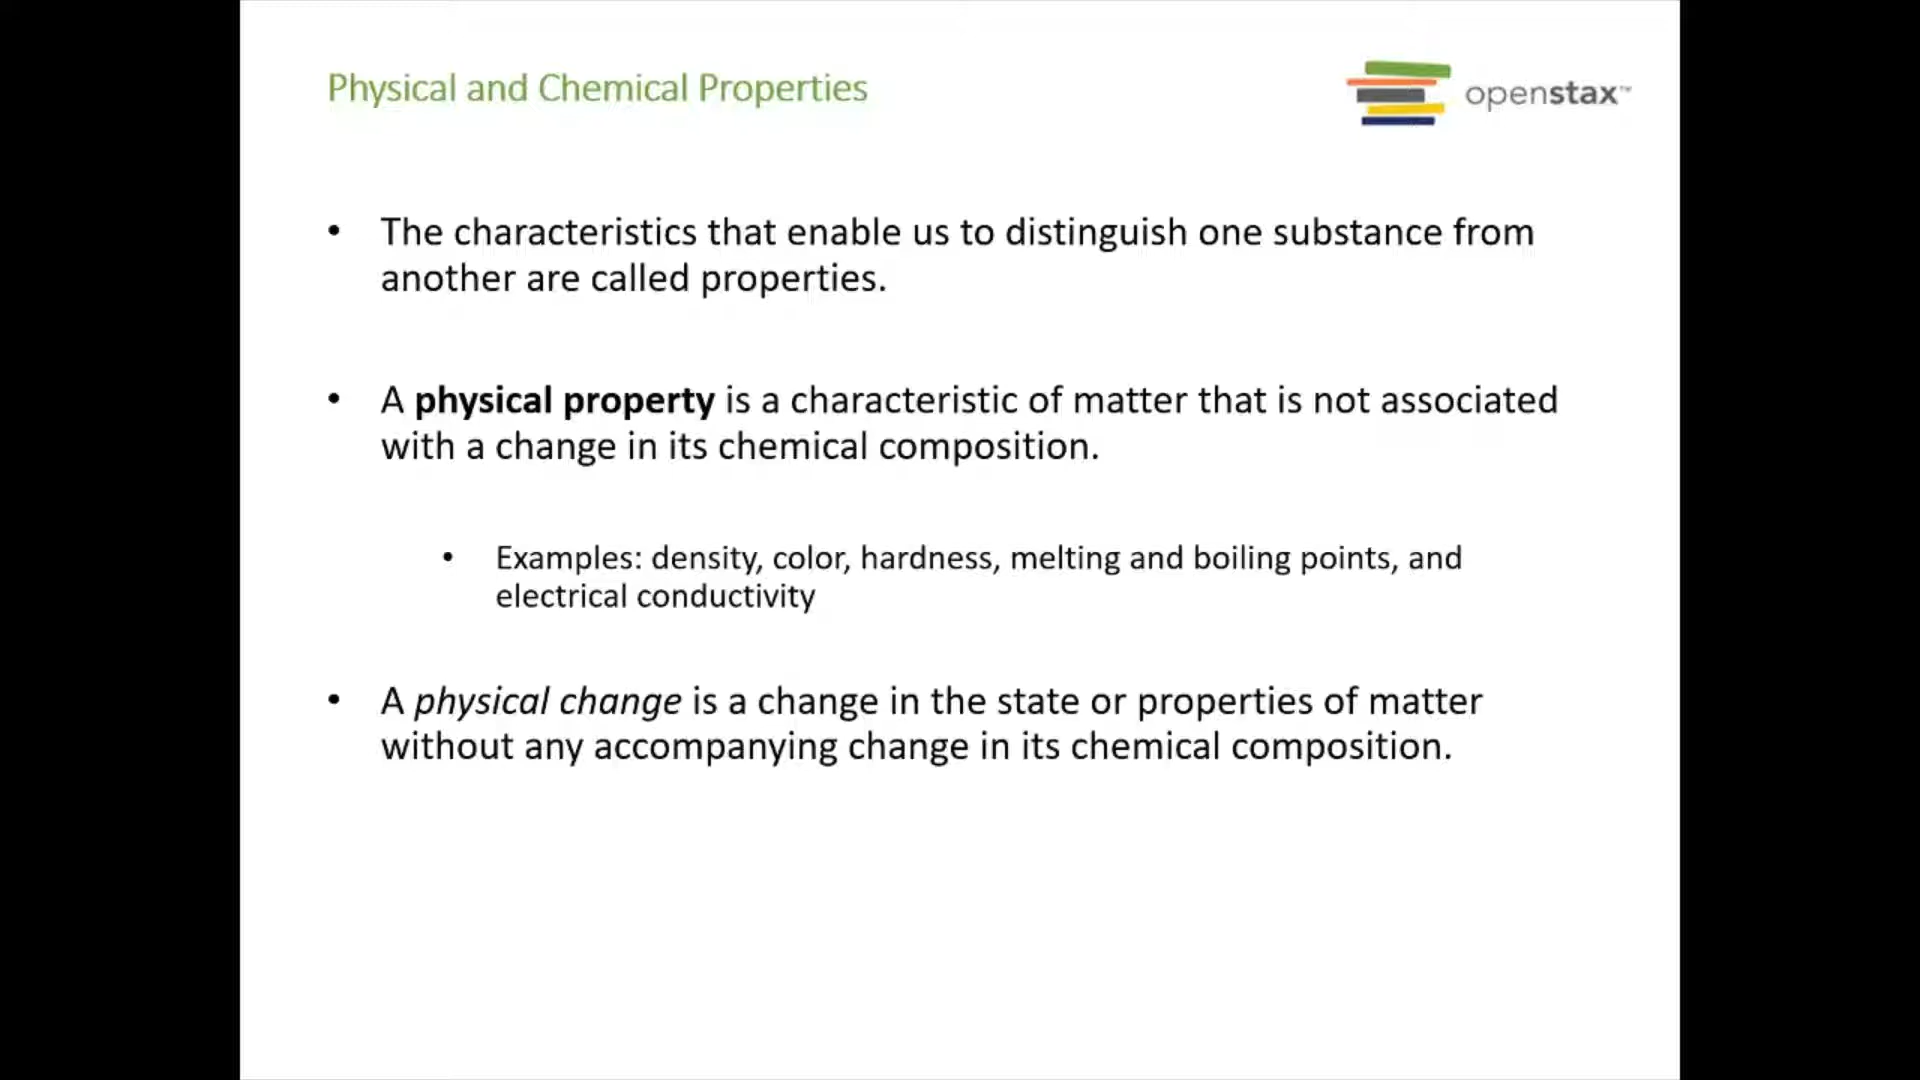 Physical and Chemical Properties
openstax™
• The characteristics that enable us to distinguish one substance from
another are called properties.
• A physical property is a characteristic of matter that is not associated
with a change in its chemical composition.
• Examples: density, color, hardness, melting and boiling points, and
electrical conductivity
• A physical change is a change in the state or properties of matter
without any accompanying change in its chemical composition.